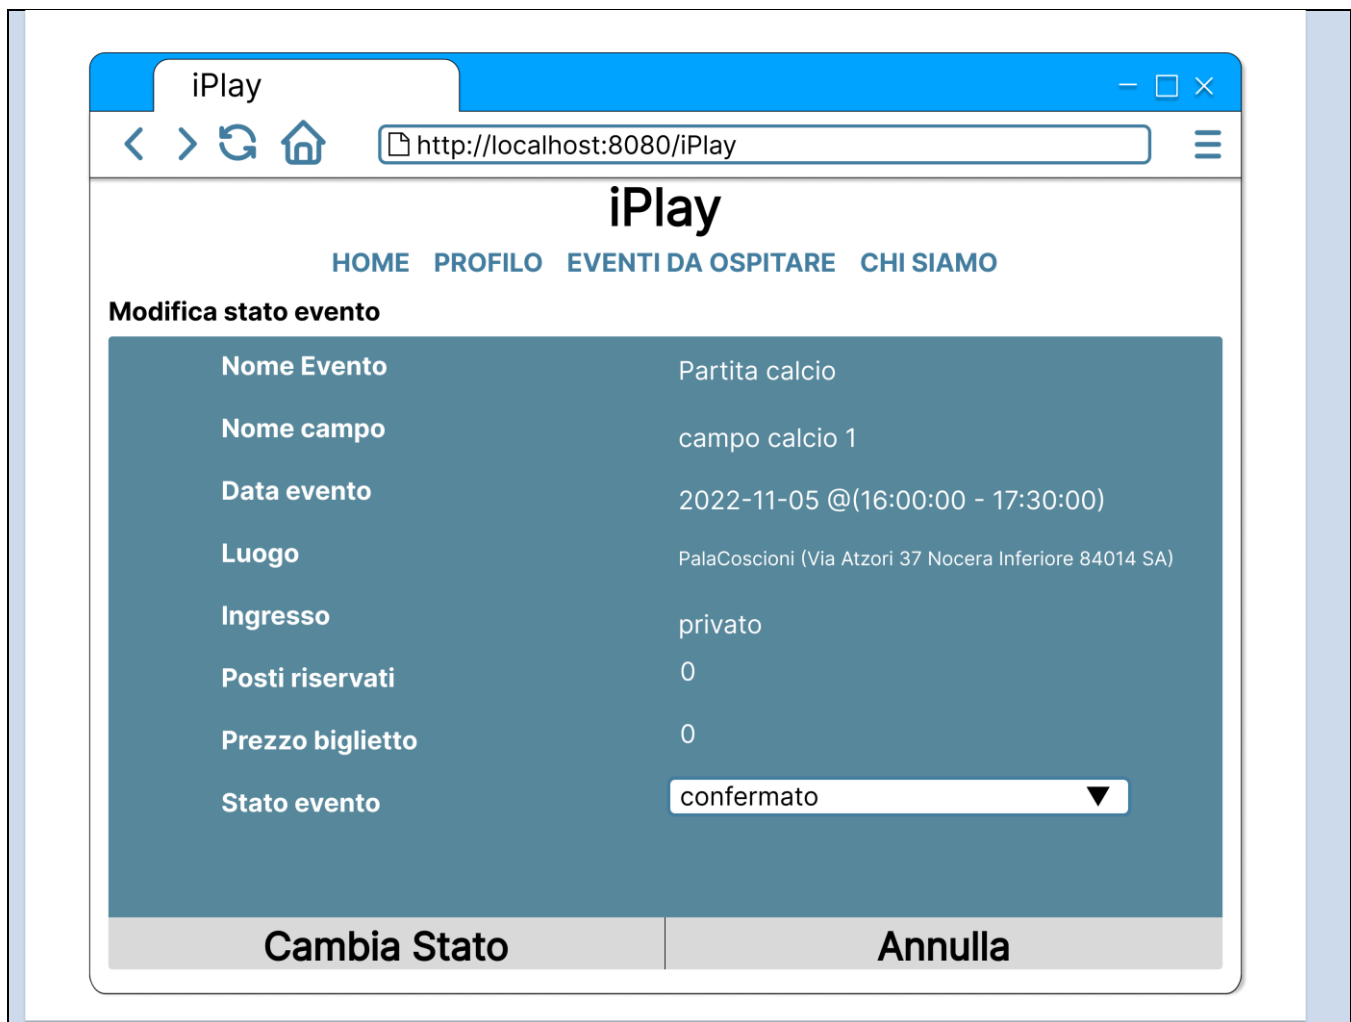 iPlay
http://localhost:8080/iPlay
iPlay
HOME PROFILO EVENTI DA OSPITARE CHI SIAMO
Modifica stato evento
Nome Evento Partita calcio
Nome campo campo calcio 1
Data evento 2022-11-05 @(16:00:00 - 17:30:00)
Luogo PalaCoscioni (Via Atzori 37 Nocera Inferiore 84014 SA)
Ingresso privato
Posti riservati 0
Prezzo biglietto 0
Stato evento confermato
Cambia Stato Annulla